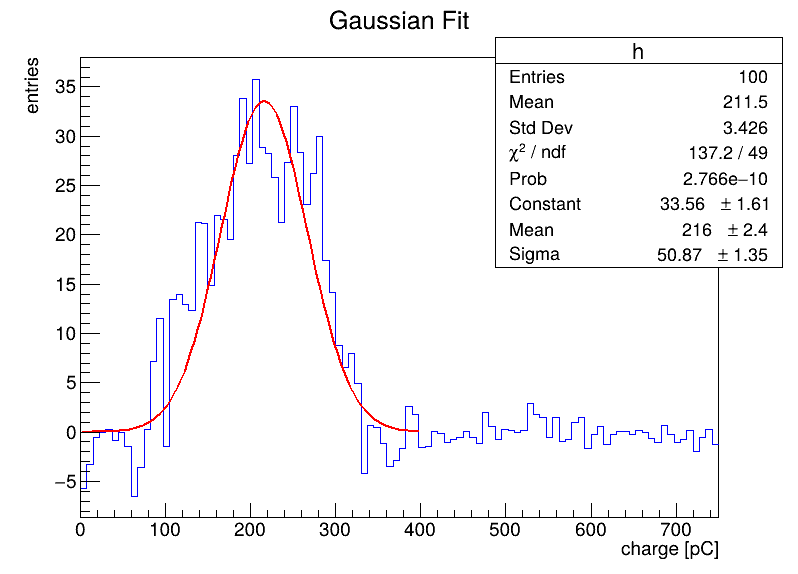 Gaussian Fit
h
Entries 100
Mean 211.5
Std Dev 3.426
χ² / ndf 137.2 / 49
Prob 2.766e−10
Constant 33.56 ± 1.61
Mean 216 ± 2.4
Sigma 50.87 ± 1.35
entries
35
30
25
20
15
10
5
0
−5
0 100 200 300 400 500 600 700
charge [pC]